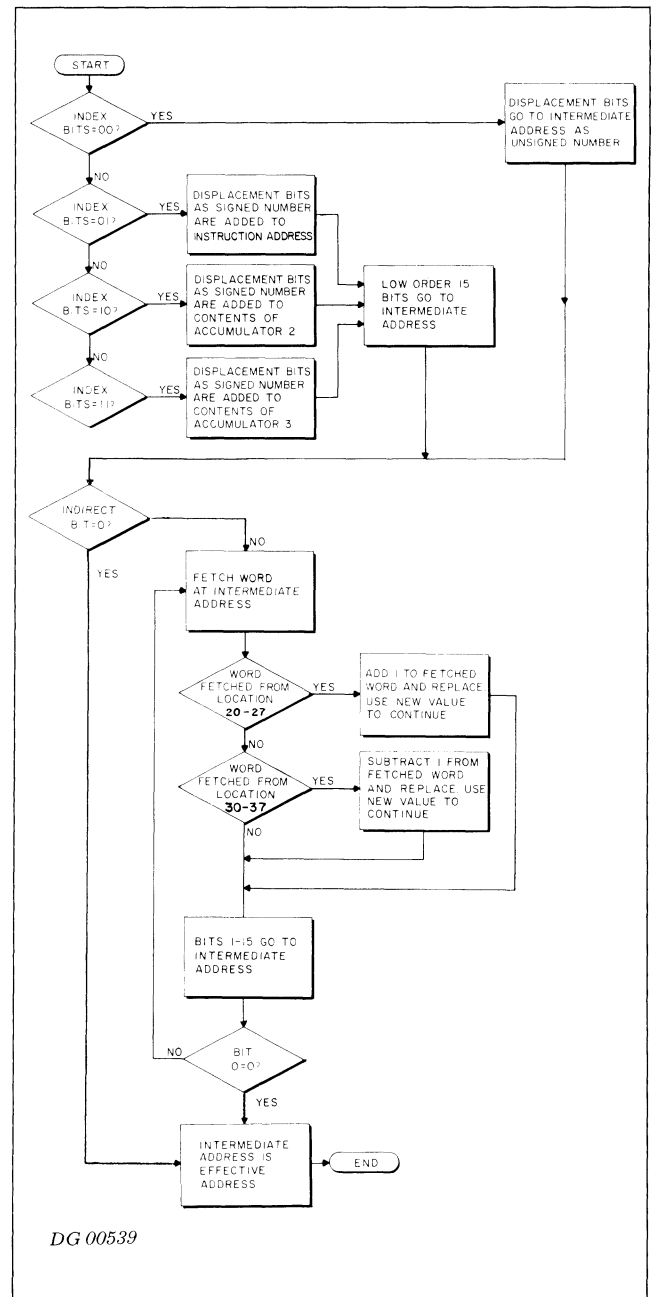 START
INDEX
BITS=00?
YES
DISPLACEMENT BITS
GO TO INTERMEDIATE
ADDRESS AS
UNSIGNED NUMBER
NO
INDEX
BITS=01?
YES
DISPLACEMENT BITS
AS SIGNED NUMBER
ARE ADDED TO
INSTRUCTION ADDRESS
NO
INDEX
BITS=10?
YES
DISPLACEMENT BITS
AS SIGNED NUMBER
ARE ADDED TO
CONTENTS OF
ACCUMULATOR 2
LOW ORDER 15
BITS GO TO
INTERMEDIATE
ADDRESS
NO
INDEX
BITS=11?
YES
DISPLACEMENT BITS
AS SIGNED NUMBER
ARE ADDED TO
CONTENTS OF
ACCUMULATOR 3
INDIRECT
BIT=0?
NO
YES
FETCH WORD
AT INTERMEDIATE
ADDRESS
WORD
FETCHED FROM
LOCATION
20-27
YES
ADD 1 TO FETCHED
WORD AND REPLACE.
USE NEW VALUE
TO CONTINUE
NO
WORD
FETCHED FROM
LOCATION
30-37
YES
SUBTRACT 1 FROM
FETCHED WORD
AND REPLACE. USE
NEW VALUE TO
CONTINUE
NO
BITS 1-15 GO TO
INTERMEDIATE
ADDRESS
NO
BIT
0=0?
YES
INTERMEDIATE
ADDRESS IS
EFFECTIVE
ADDRESS
END
DG 00539